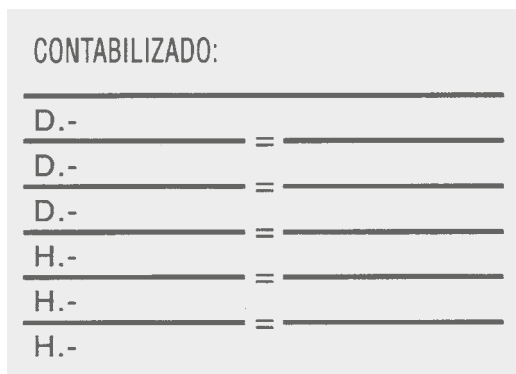 CONTABILIZADO:
D.-
=
D.-
=
D.-
=
H.-
=
H.-
=
H.-